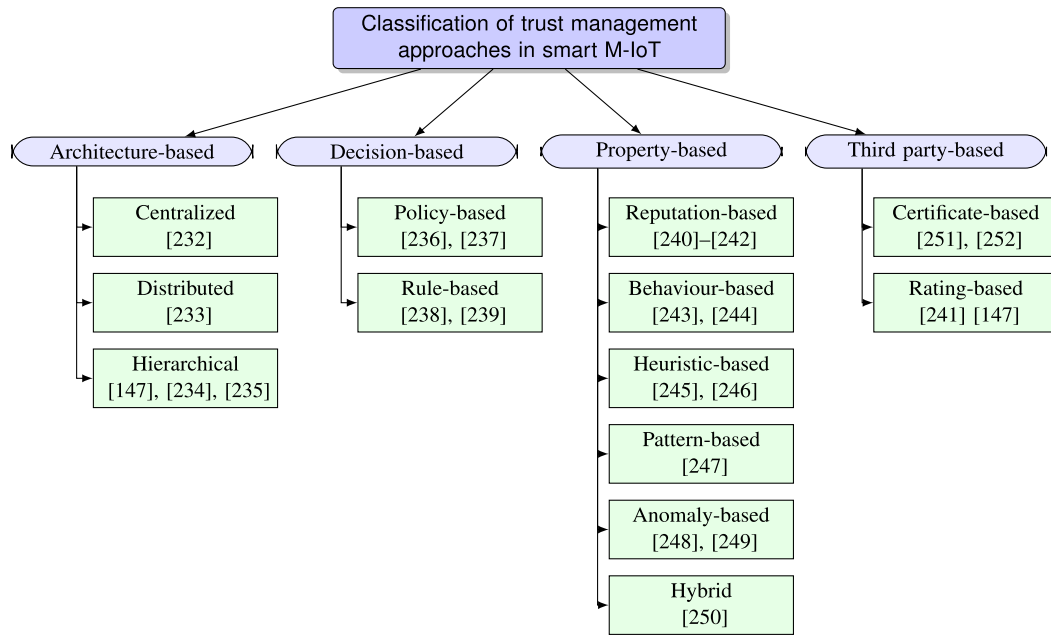 Classification of trust management
approaches in smart M-IoT
Architecture-based
Centralized
[232]
Distributed
[233]
Hierarchical
[147], [234], [235]
Decision-based
Policy-based
[236], [237]
Rule-based
[238], [239]
Property-based
Reputation-based
[240]–[242]
Behaviour-based
[243], [244]
Heuristic-based
[245], [246]
Pattern-based
[247]
Anomaly-based
[248], [249]
Hybrid
[250]
Third party-based
Certificate-based
[251], [252]
Rating-based
[241] [147]